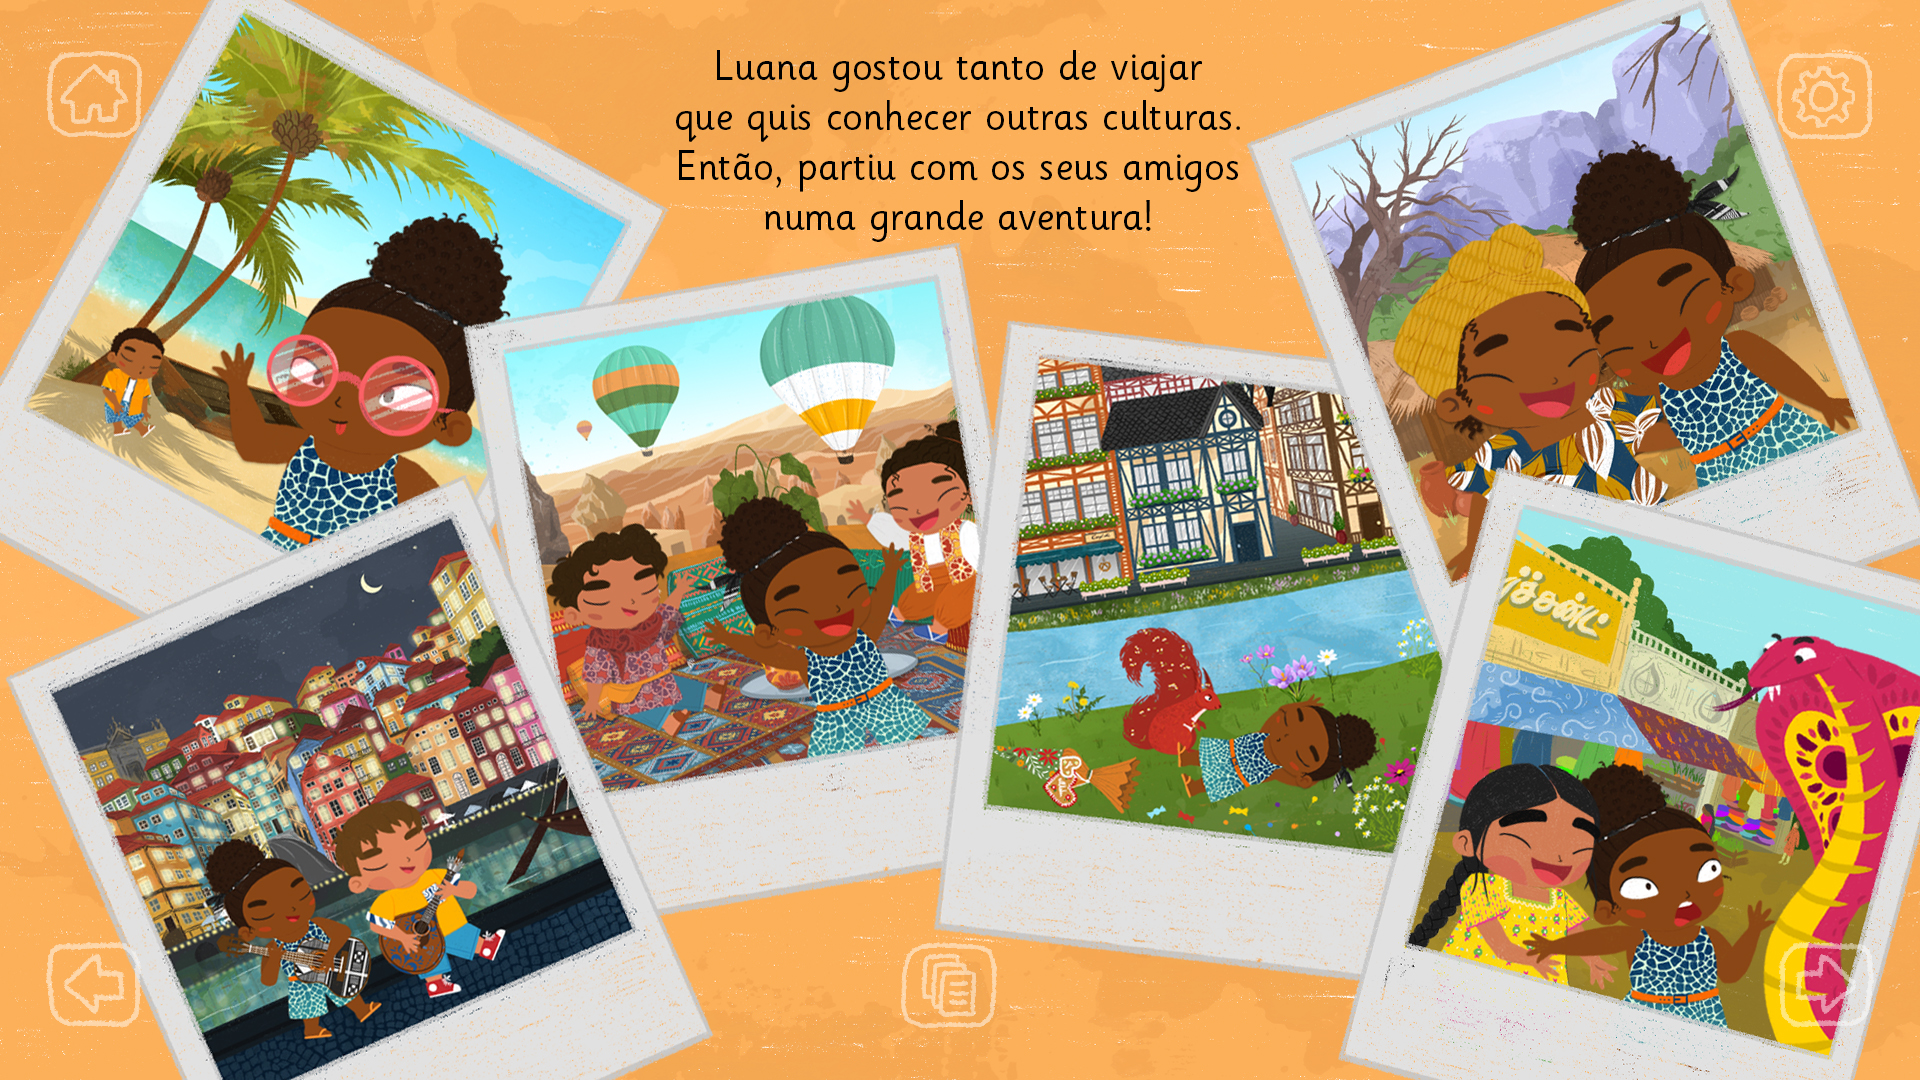 Luana gostou tanto de viajar
que quis conhecer outras culturas.
Então, partiu com os seus amigos
numa grande aventura!